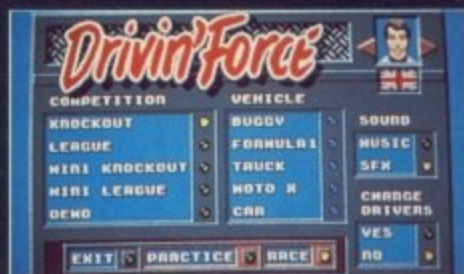 Drivin' Force
COMPETITION
KNOCKOUT
LEAGUE
MINI KNOCKOUT
MINI LEAGUE
DEMO
VEHICLE
BUGGY
FORMULA1
TRUCK
MOTO X
CAR
SOUND
MUSIC
SFX
CHANGE
DRIVERS
YES
NO
EXIT PRACTICE RACE